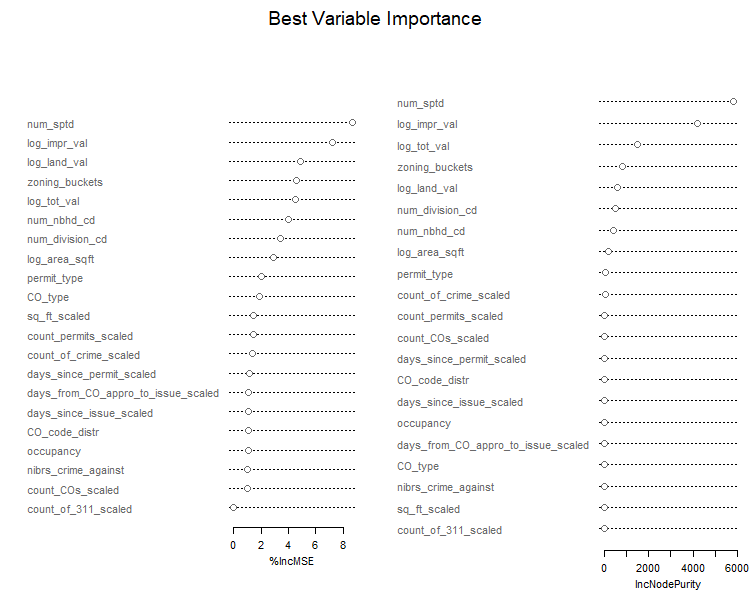 Best Variable Importance
num_sptd
log_impr_val
log_land_val
zoning_buckets
log_tot_val
num_nbhd_cd
num_division_cd
log_area_sqft
permit_type
CO_type
sq_ft_scaled
count_permits_scaled
count_of_crime_scaled
days_since_permit_scaled
days_from_CO_appro_to_issue_scaled
days_since_issue_scaled
CO_code_distr
occupancy
nibrs_crime_against
count_COs_scaled
count_of_311_scaled
0 2 4 6 8
%IncMSE
num_sptd
log_impr_val
log_tot_val
zoning_buckets
log_land_val
num_division_cd
num_nbhd_cd
log_area_sqft
permit_type
count_of_crime_scaled
count_permits_scaled
count_COs_scaled
days_since_permit_scaled
CO_code_distr
days_since_issue_scaled
occupancy
days_from_CO_appro_to_issue_scaled
CO_type
nibrs_crime_against
sq_ft_scaled
count_of_311_scaled
0 2000 4000 6000
IncNodePurity